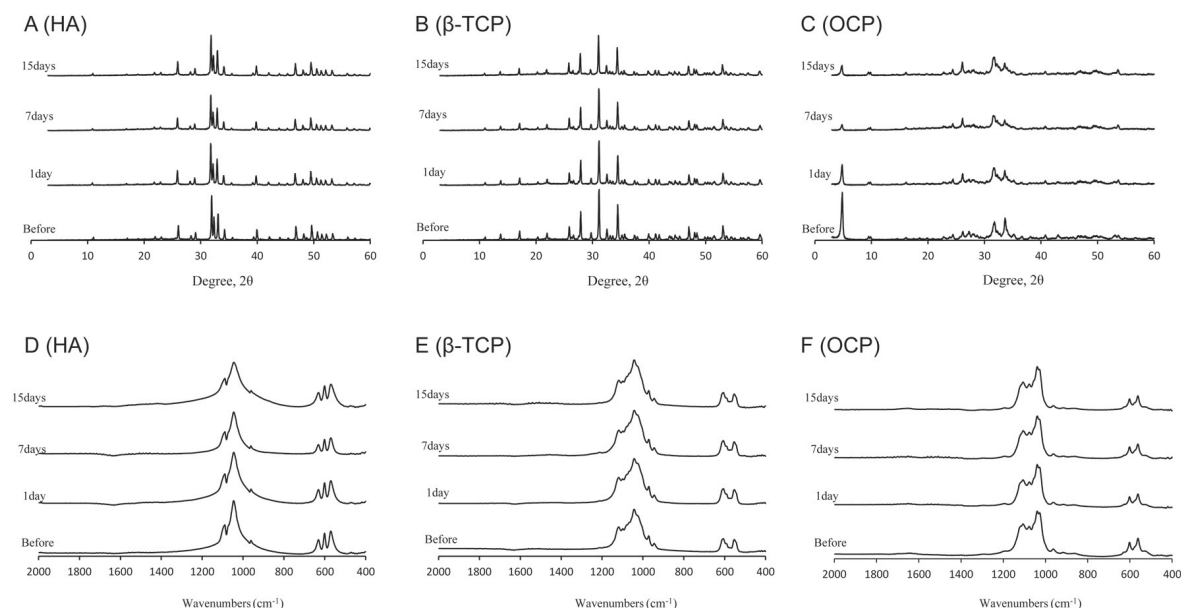 A (HA)
15days
7days
1day
Before
0 10 20 30 40 50 60
Degree, 2θ
B (β-TCP)
15days
7days
1day
Before
0 10 20 30 40 50 60
Degree, 2θ
C (OCP)
15days
7days
1day
Before
0 10 20 30 40 50 60
Degree, 2θ
D (HA)
15days
7days
1day
Before
2000 1800 1600 1400 1200 1000 800 600 400
Wavenumbers (cm⁻¹)
E (β-TCP)
15days
7days
1day
Before
2000 1800 1600 1400 1200 1000 800 600 400
Wavenumbers (cm⁻¹)
F (OCP)
15days
7days
1day
Before
2000 1800 1600 1400 1200 1000 800 600 400
Wavenumbers (cm⁻¹)